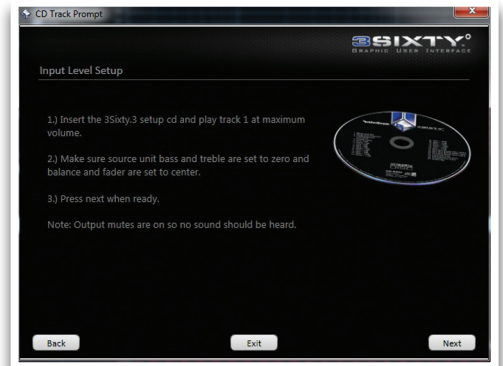 CD Track Prompt
3SIXTY.°
GRAPHIC USER INTERFACE
Input Level Setup
1.) Insert the 3Sixty.3 setup cd and play track 1 at maximum
volume.
2.) Make sure source unit bass and treble are set to zero and
balance and fader are set to center.
3.) Press next when ready.
Note: Output mutes are on so no sound should be heard.
Back
Exit
Next